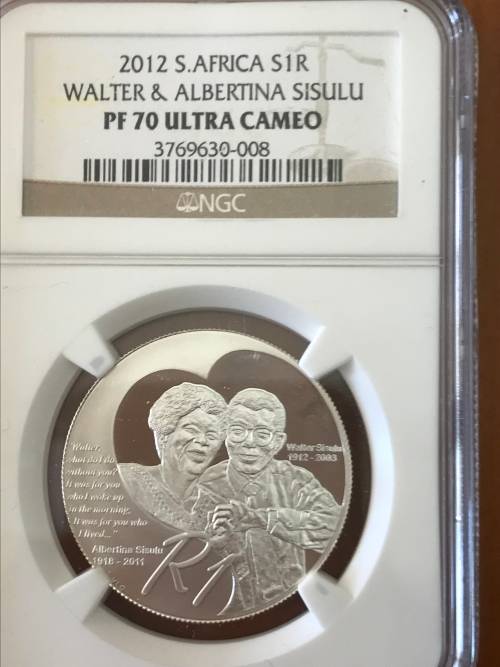 2012 S.AFRICA S1R
WALTER & ALBERTINA SISULU
PF 70 ULTRA CAMEO
3769630-008
NGC
"Walter,
what do I do
without you?
It was for you
who I woke up
in the morning.
It was for you who
I lived..."
Albertina Sisulu
1918 - 2011
Walter Sisulu
1912 - 2003
R1